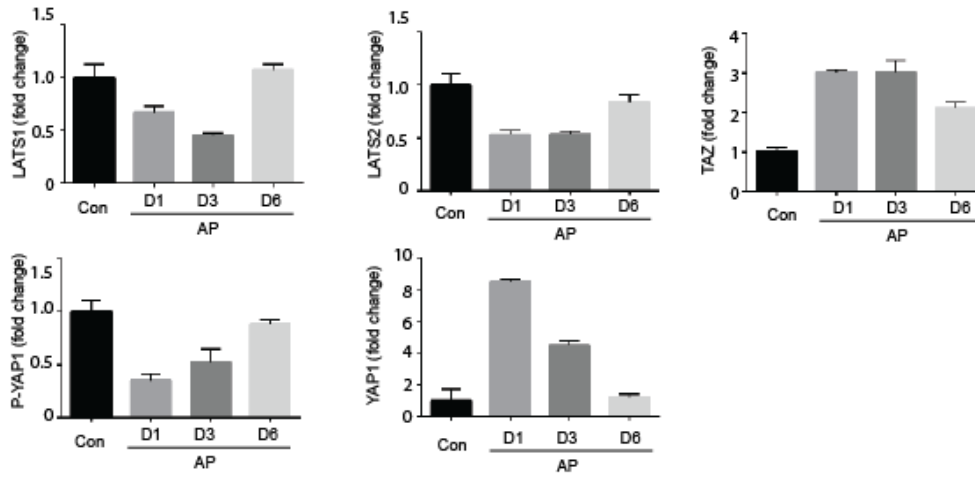 LATS1 (fold change)
1.5
1.0
0.5
0
Con
D1 D3 D6
AP
LATS2 (fold change)
1.5
1.0
0.5
0
Con
D1 D3 D6
AP
TAZ (fold change)
4
3
2
1
0
Con
D1 D3 D6
AP
P-YAP1 (fold change)
1.5
1.0
0.5
0
Con
D1 D3 D6
AP
YAP1 (fold change)
10
8
6
4
2
0
Con
D1 D3 D6
AP